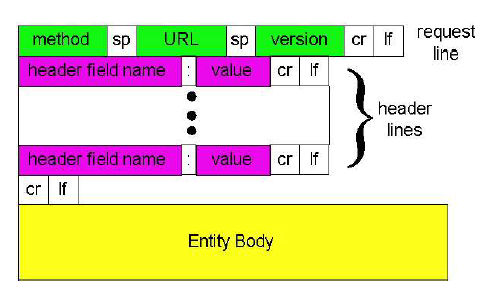 method sp URL sp version cr lf request line
header field name : value cr lf
header lines
header field name : value cr lf
cr lf
Entity Body